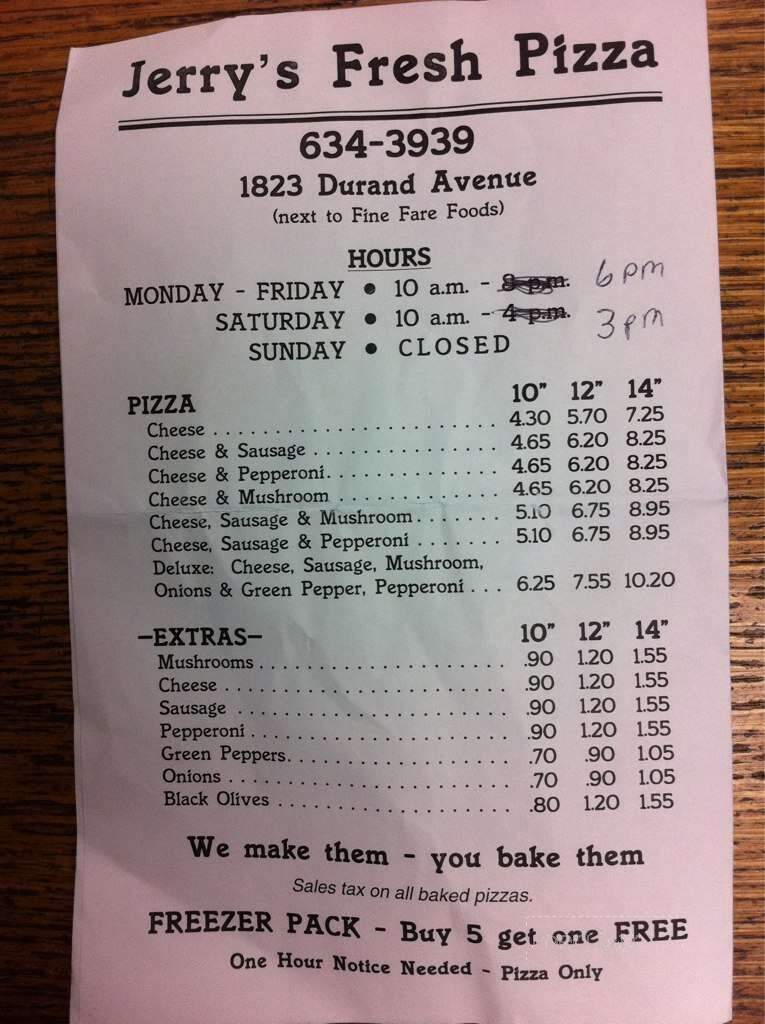 Jerry's Fresh Pizza
634-3939
1823 Durand Avenue
(next to Fine Fare Foods)
HOURS
MONDAY - FRIDAY • 10 a.m. - 8 p.m. 6 pm
SATURDAY • 10 a.m. - 4 p.m. 3 pm
SUNDAY • CLOSED
PIZZA 10" 12" 14"
Cheese . . . . . . . . . . . . . . . . . . . . . . . . . 4.30 5.70 7.25
Cheese & Sausage . . . . . . . . . . . . . . . . 4.65 6.20 8.25
Cheese & Pepperoni. . . . . . . . . . . . . . . 4.65 6.20 8.25
Cheese & Mushroom . . . . . . . . . . . . . . 4.65 6.20 8.25
Cheese, Sausage & Mushroom . . . . . . . 5.10 6.75 8.95
Cheese, Sausage & Pepperoni . . . . . . . 5.10 6.75 8.95
Deluxe: Cheese, Sausage, Mushroom,
Onions & Green Pepper, Pepperoni . . . 6.25 7.55 10.20
–EXTRAS– 10" 12" 14"
Mushrooms . . . . . . . . . . . . . . . . . . . . . .90 1.20 1.55
Cheese . . . . . . . . . . . . . . . . . . . . . . . . .90 1.20 1.55
Sausage . . . . . . . . . . . . . . . . . . . . . . . .90 1.20 1.55
Pepperoni . . . . . . . . . . . . . . . . . . . . . . .90 1.20 1.55
Green Peppers. . . . . . . . . . . . . . . . . . . .70 .90 1.05
Onions . . . . . . . . . . . . . . . . . . . . . . . . .70 .90 1.05
Black Olives . . . . . . . . . . . . . . . . . . . . .80 1.20 1.55
We make them - you bake them
Sales tax on all baked pizzas.
FREEZER PACK - Buy 5 get one FREE
One Hour Notice Needed - Pizza Only